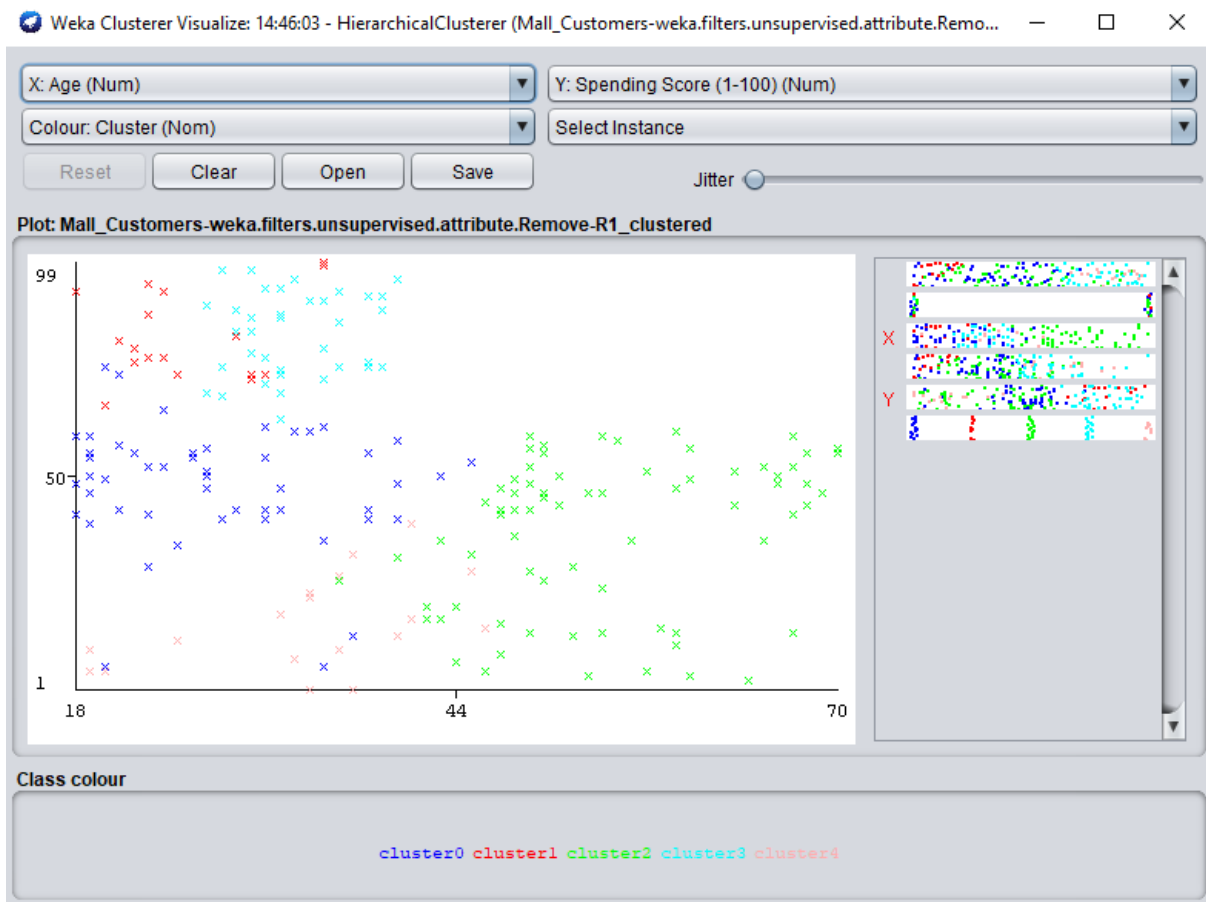 Weka Clusterer Visualize: 14:46:03 - HierarchicalClusterer (Mall_Customers-weka.filters.unsupervised.attribute.Remo...
X: Age (Num) Y: Spending Score (1-100) (Num)
Colour: Cluster (Nom) Select Instance
Reset Clear Open Save Jitter
Plot: Mall_Customers-weka.filters.unsupervised.attribute.Remove-R1_clustered
99
X
Y
50
1
18 44 70
Class colour
cluster0 cluster1 cluster2 cluster3 cluster4